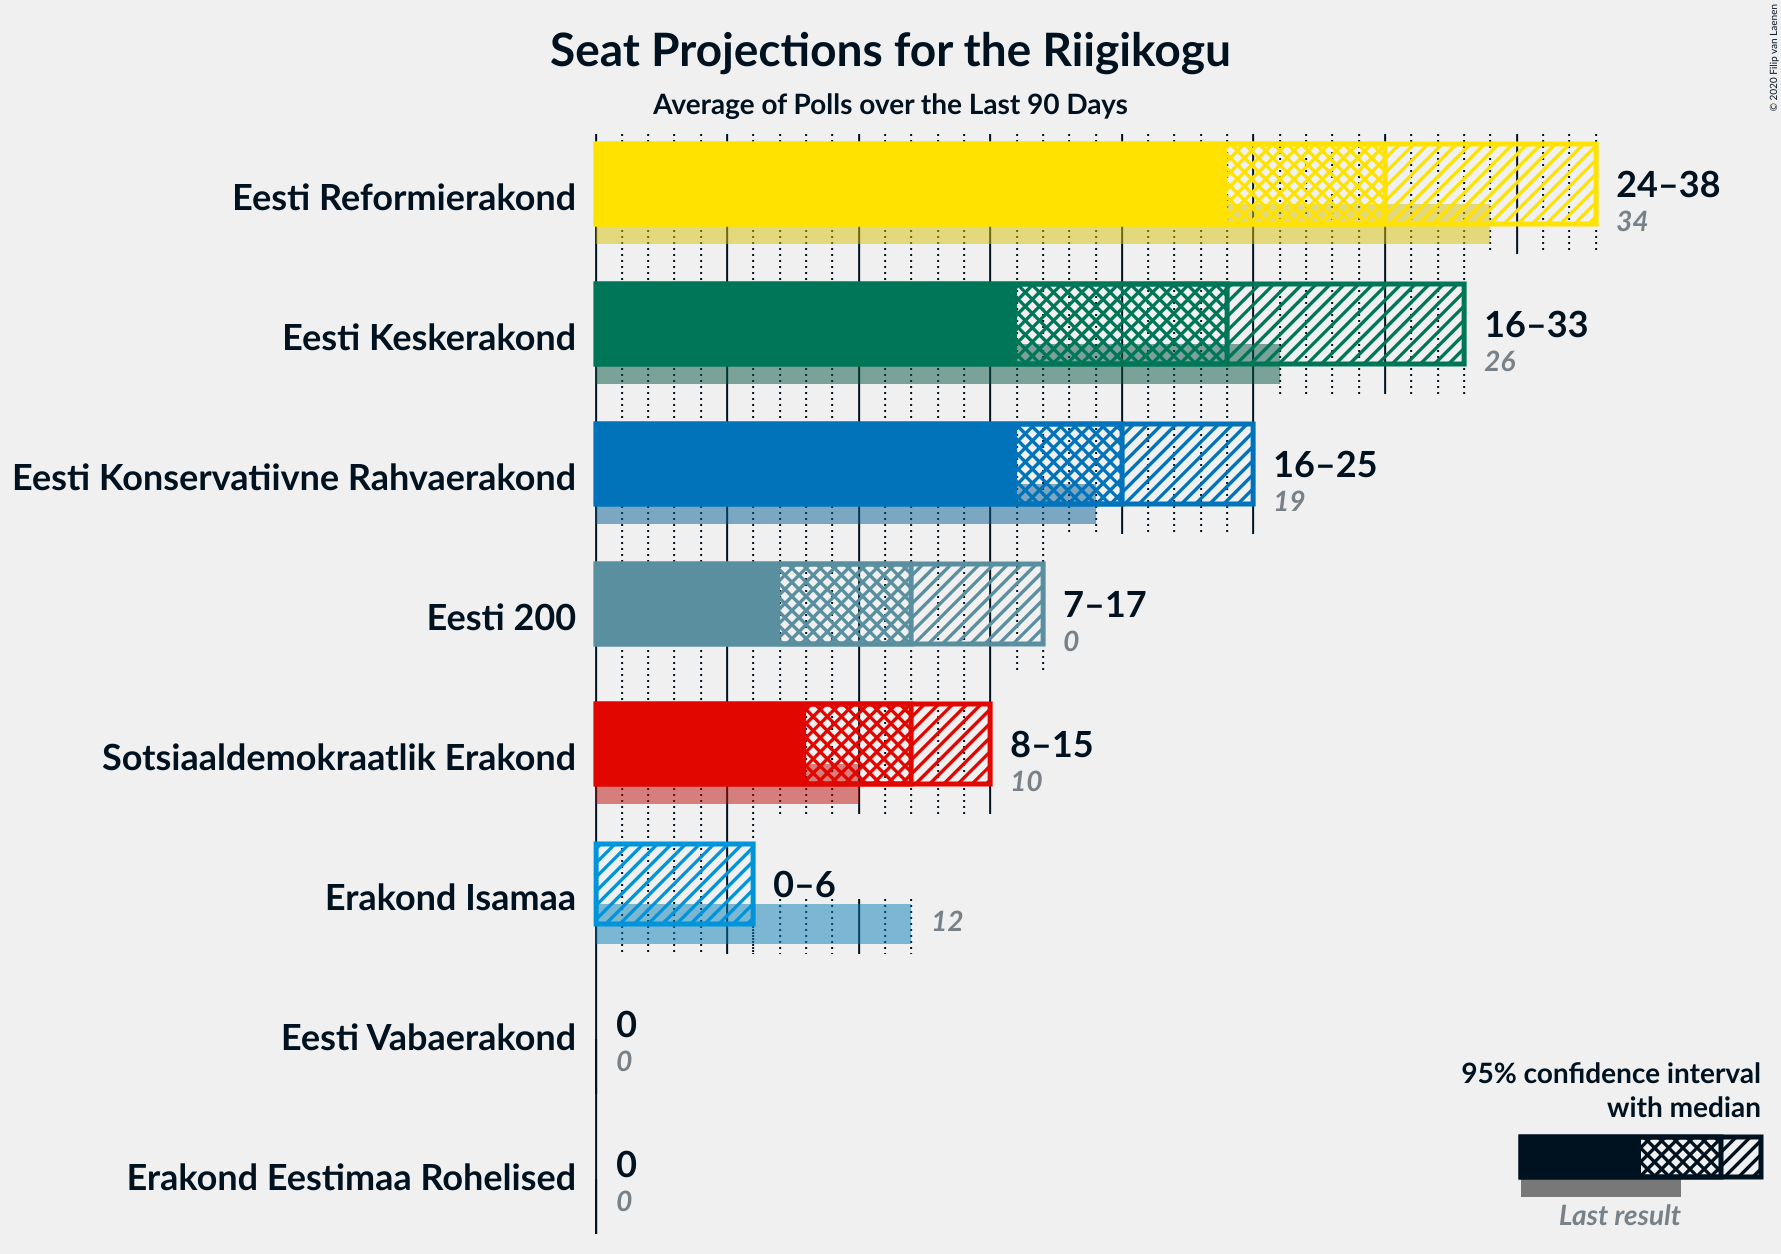 Seat Projections for the Riigikogu
Average of Polls over the Last 90 Days
© 2020 Filip van Laenen
Eesti Reformierakond
24–38
34
Eesti Keskerakond
16–33
26
Eesti Konservatiivne Rahvaerakond
16–25
19
Eesti 200
7–17
0
Sotsiaaldemokraatlik Erakond
8–15
10
Erakond Isamaa
0–6
12
Eesti Vabaerakond
0
0
Erakond Eestimaa Rohelised
0
0
95% confidence interval
with median
Last result